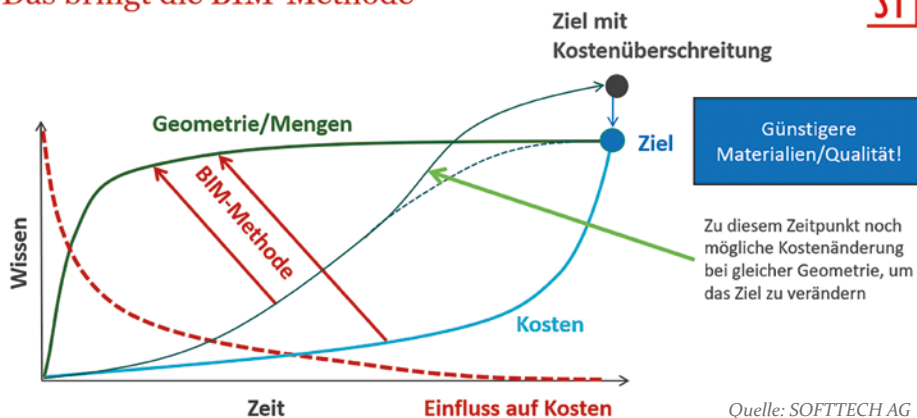 Das bringt die BIM-Methode
Ziel mit
Kostenüberschreitung
Geometrie/Mengen
Ziel
Günstigere
Materialien/Qualität!
BIM-Methode
Wissen
Zu diesem Zeitpunkt noch
mögliche Kostenänderung
bei gleicher Geometrie, um
das Ziel zu verändern
Kosten
Zeit
Einfluss auf Kosten
Quelle: SOFTTECH AG